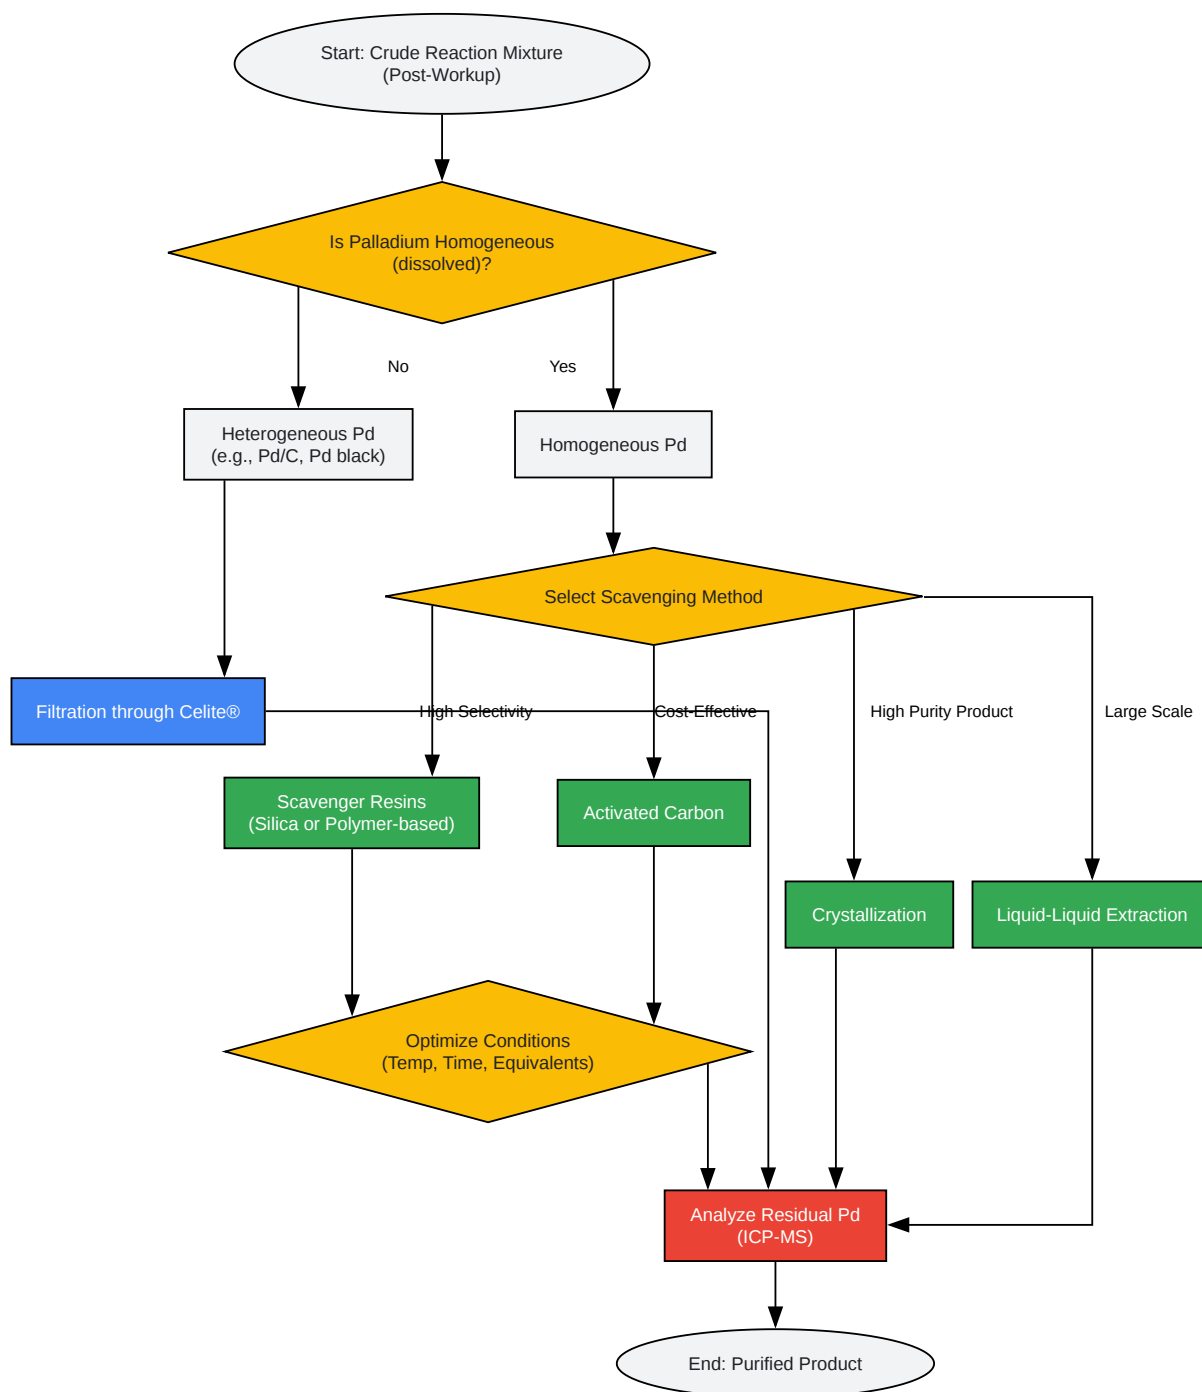 Start: Crude Reaction Mixture
(Post-Workup)
Is Palladium Homogeneous
(dissolved)?
No
Yes
Heterogeneous Pd
(e.g., Pd/C, Pd black)
Homogeneous Pd
Select Scavenging Method
Filtration through Celite®
High Selectivity
Cost-Effective
High Purity Product
Large Scale
Scavenger Resins
(Silica or Polymer-based)
Activated Carbon
Crystallization
Liquid-Liquid Extraction
Optimize Conditions
(Temp, Time, Equivalents)
Analyze Residual Pd
(ICP-MS)
End: Purified Product